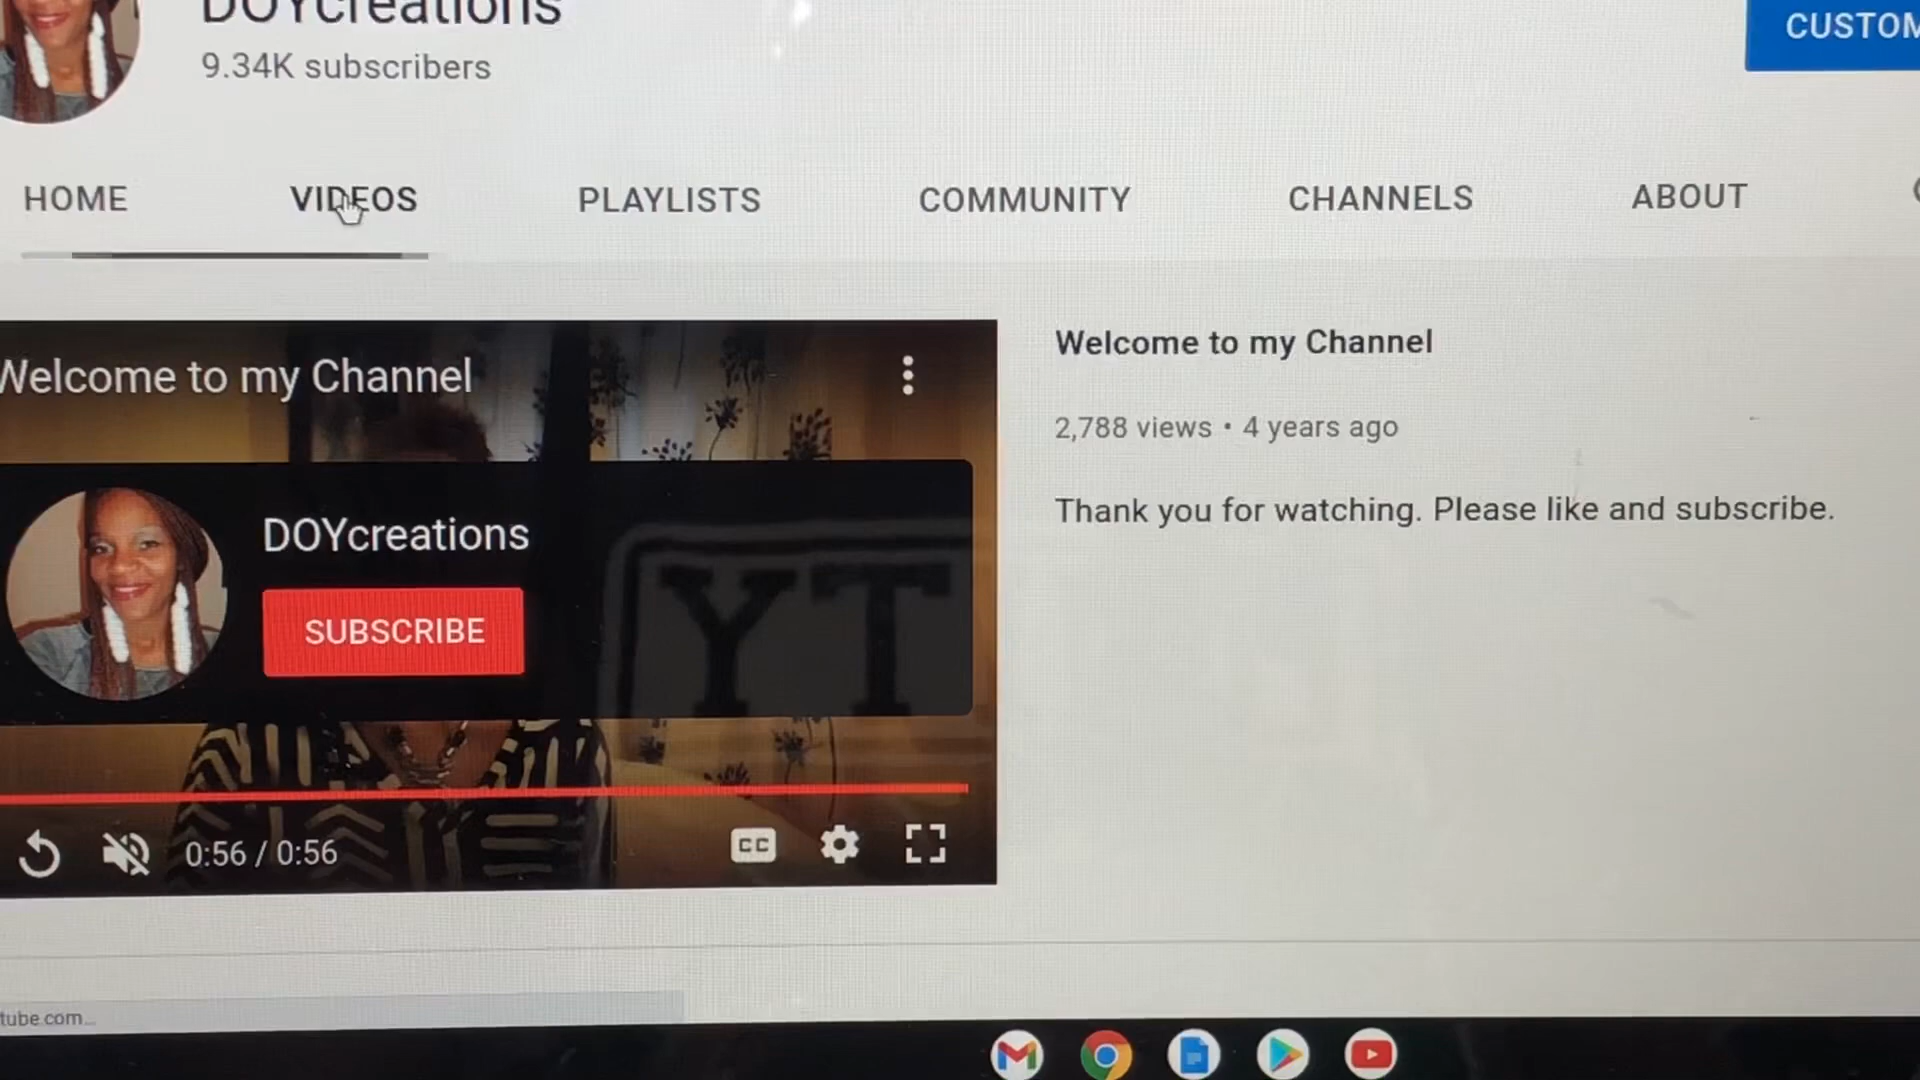 DOYcreations
9.34K subscribers
CUSTOM
HOME VIDEOS PLAYLISTS COMMUNITY CHANNELS ABOUT
Welcome to my Channel
DOYcreations
SUBSCRIBE
YT
0:56 / 0:56
CC
Welcome to my Channel
2,788 views • 4 years ago
Thank you for watching. Please like and subscribe.
tube.com...